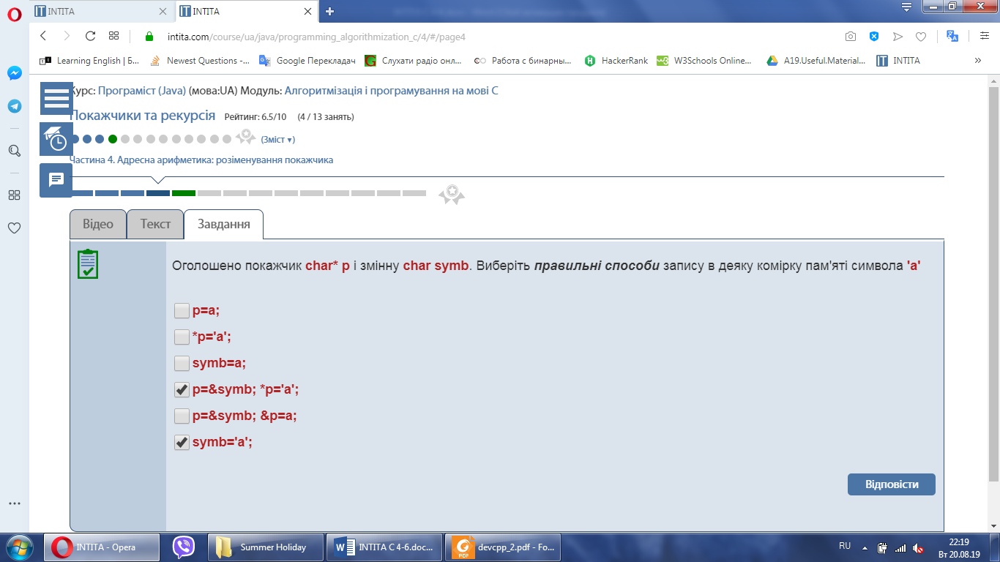 INTITA
INTITA
intita.com/course/ua/java/programming_algorithmization_c/4/#/page4
Learning English | Б...
Newest Questions -...
Google Перекладач
Слухати радіо онл...
Работа с бинарны...
HackerRank
W3Schools Online...
A19.Useful.Material...
INTITA
Курс: Програміст (Java) (мова:UA) Модуль: Алгоритмізація і програмування на мові С
Покажчики та рекурсія Рейтинг: 6.5/10 (4 / 13 занять)
(Зміст ▼)
Частина 4. Адресна арифметика: розіменування покажчика
Відео Текст Завдання
Оголошено покажчик char* p і змінну char symb. Виберіть правильні способи запису в деяку комірку пам'яті символа 'a'
p=a;
*p='a';
symb=a;
p=&symb; *p='a';
p=&symb; &p=a;
symb='a';
Відповісти
INTITA - Opera
Summer Holiday
INTITA C 4-6.doc...
devcpp_2.pdf - Fo...
RU
22:19
Вт 20.08.19